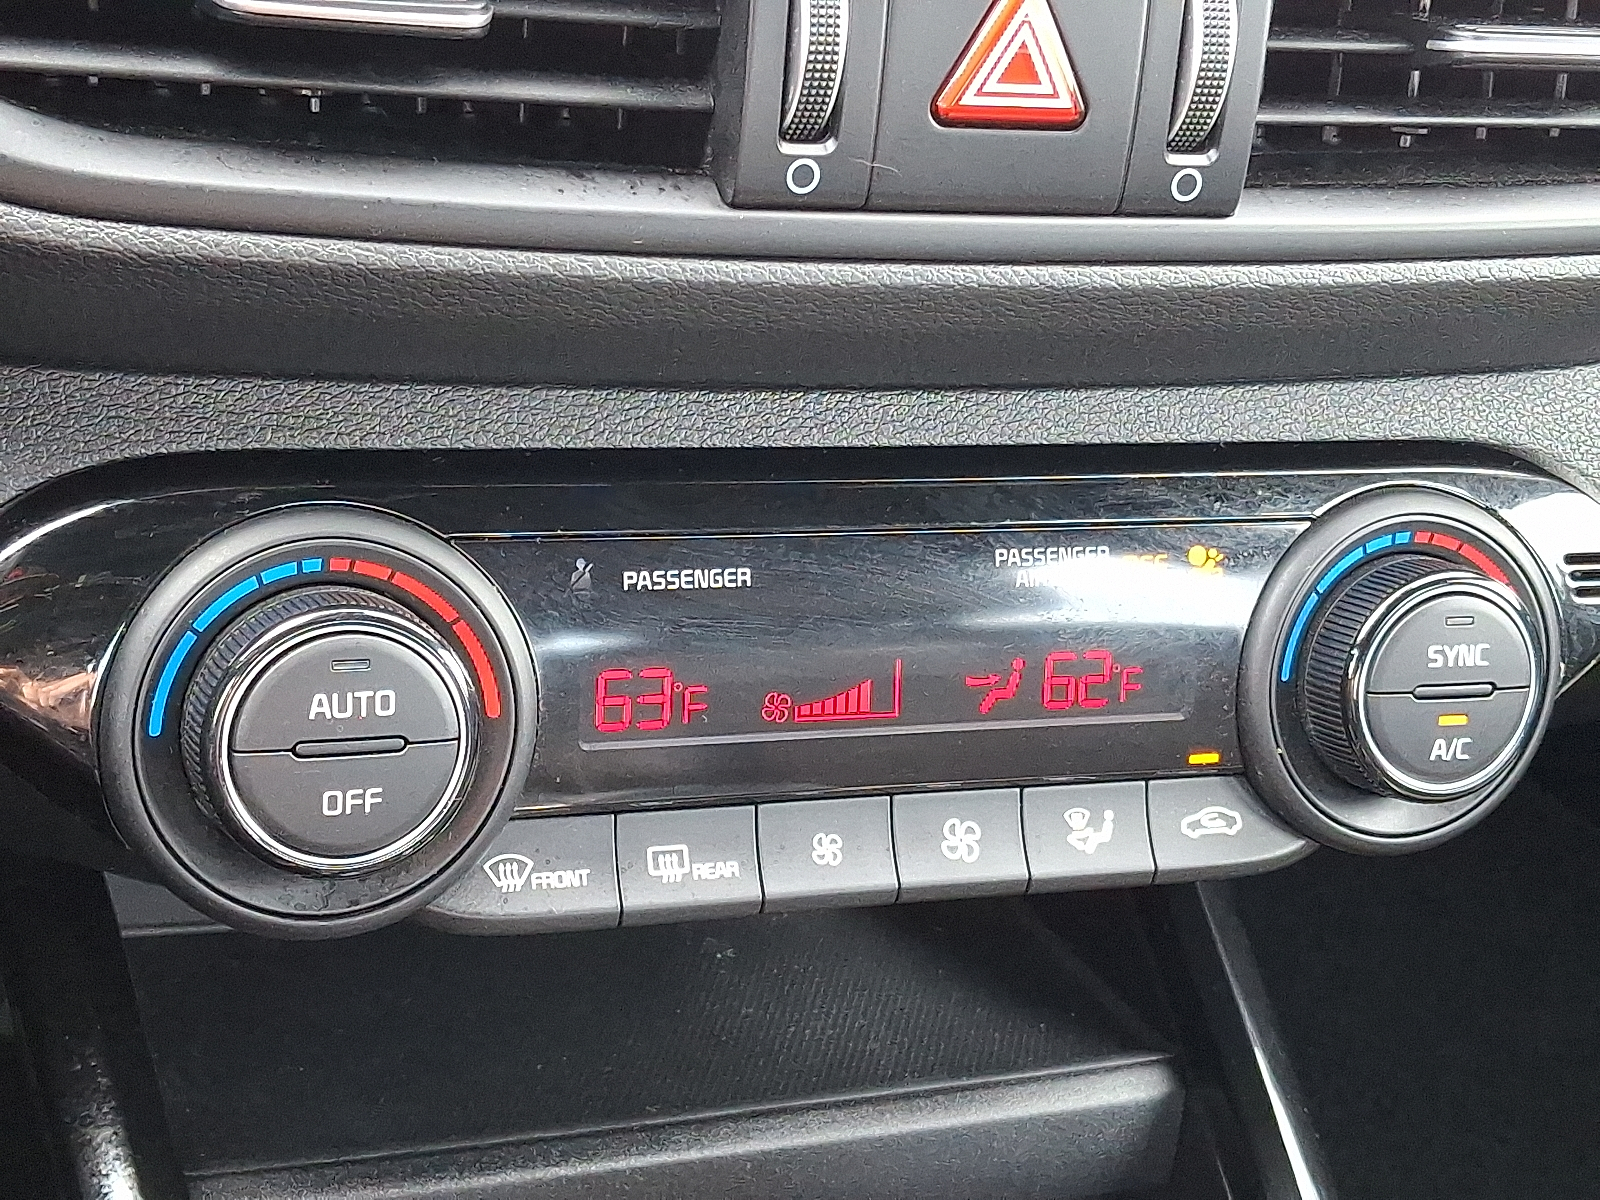 PASSENGER
PASSENGER
63°F
62°F
AUTO
OFF
SYNC
A/C
FRONT
REAR